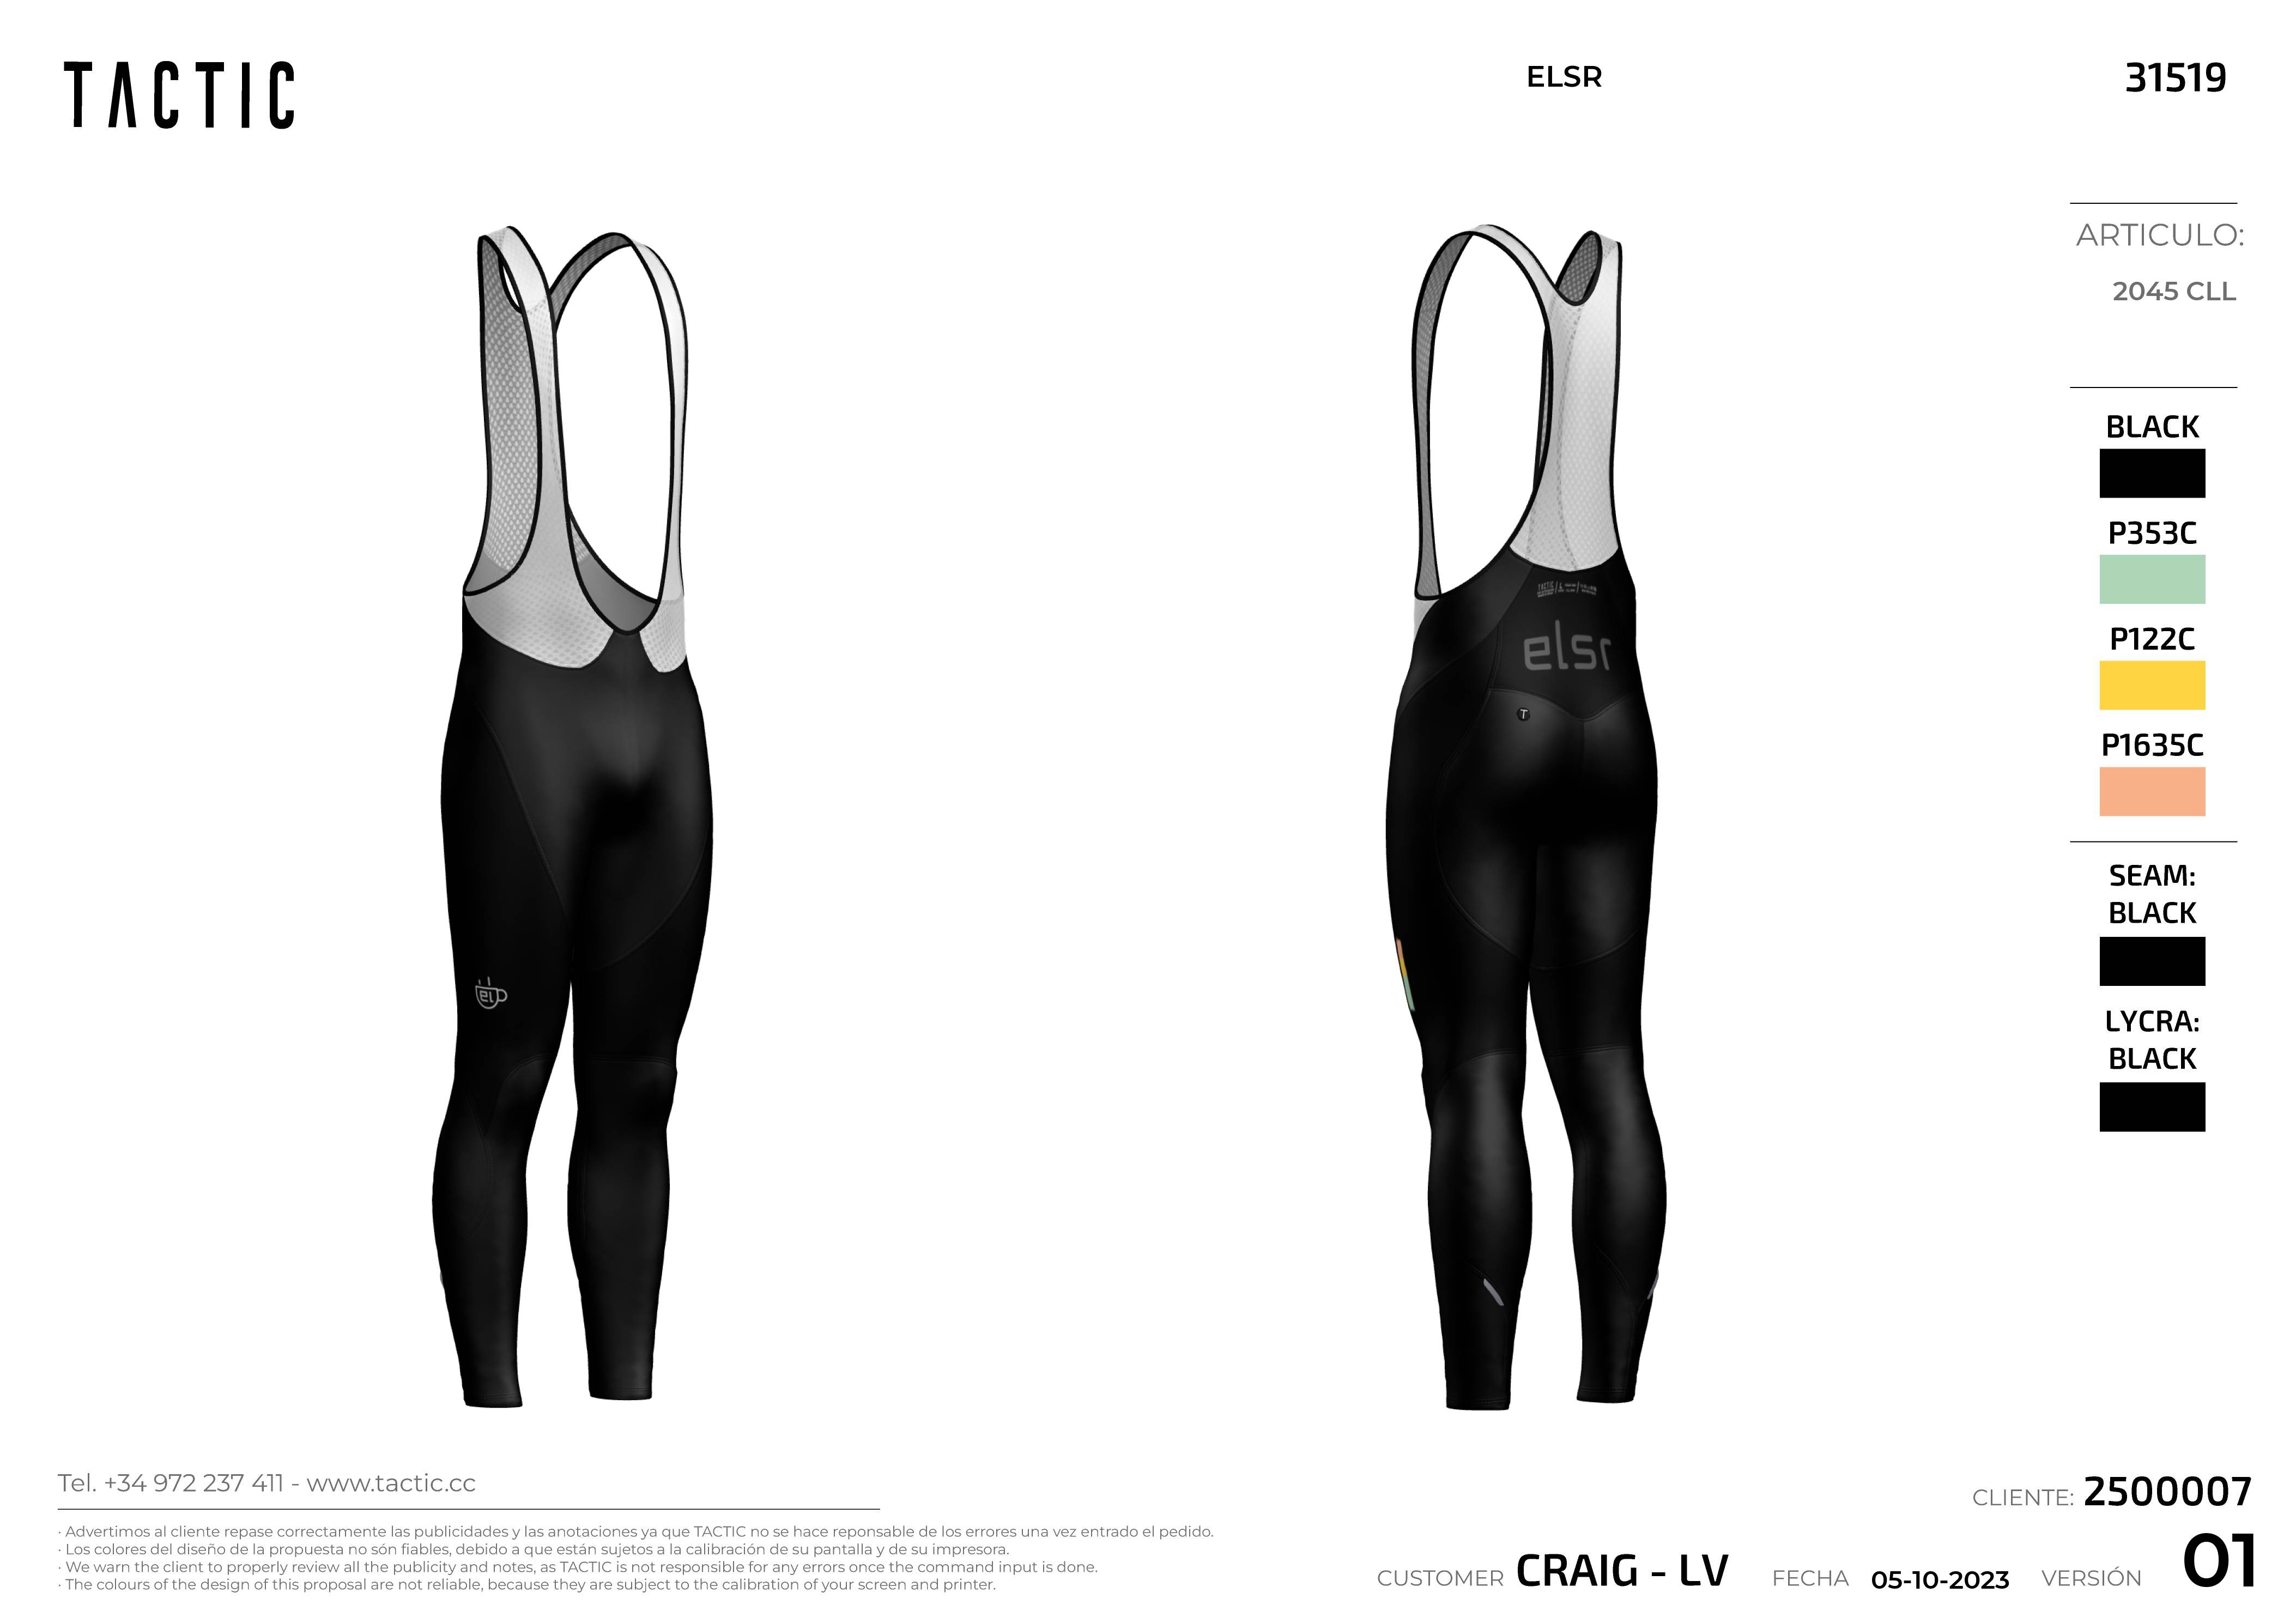 TACTIC
ELSR
31519
ARTICULO:
2045 CLL
BLACK
P353C
P122C
P1635C
SEAM:
BLACK
LYCRA:
BLACK
TACTIC
elsr
T
el
Tel. +34 972 237 411 - www.tactic.cc
· Advertimos al cliente repase correctamente las publicidades y las anotaciones ya que TACTIC no se hace reponsable de los errores una vez entrado el pedido.
· Los colores del diseño de la propuesta no són fiables, debido a que están sujetos a la calibración de su pantalla y de su impresora.
· We warn the client to properly review all the publicity and notes, as TACTIC is not responsible for any errors once the command input is done.
· The colours of the design of this proposal are not reliable, because they are subject to the calibration of your screen and printer.
CLIENTE: 2500007
CUSTOMER CRAIG - LV FECHA 05-10-2023 VERSIÓN 01